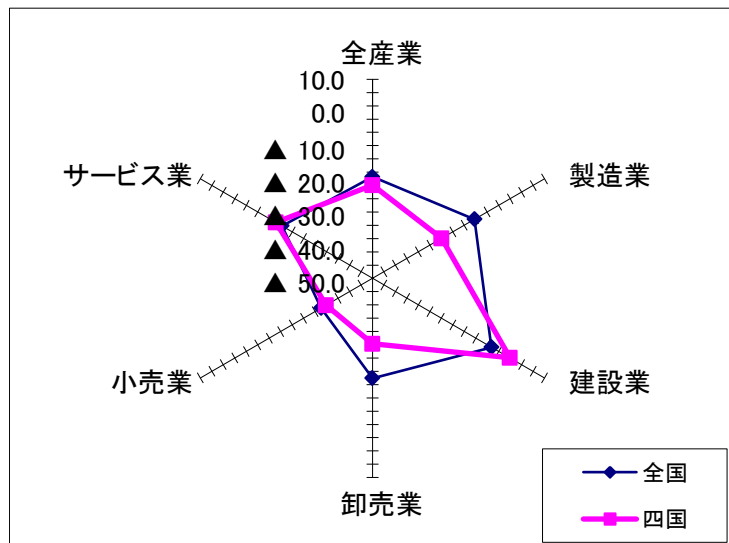 全産業
10.0
0.0
▲ 10.0
▲ 20.0
▲ 30.0
▲ 40.0
▲ 50.0
サービス業
製造業
小売業
建設業
卸売業
全国
四国